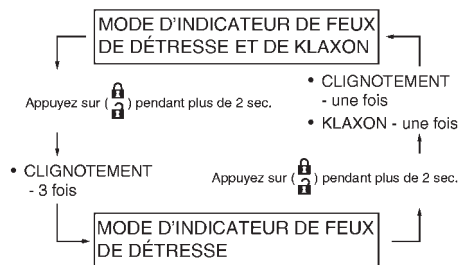 MODE D'INDICATEUR DE FEUX
DE DÉTRESSE ET DE KLAXON
Appuyez sur ( ) pendant plus de 2 sec.
• CLIGNOTEMENT
- 3 fois
• CLIGNOTEMENT
- une fois
• KLAXON - une fois
Appuyez sur ( ) pendant plus de 2 sec.
MODE D'INDICATEUR DE FEUX
DE DÉTRESSE